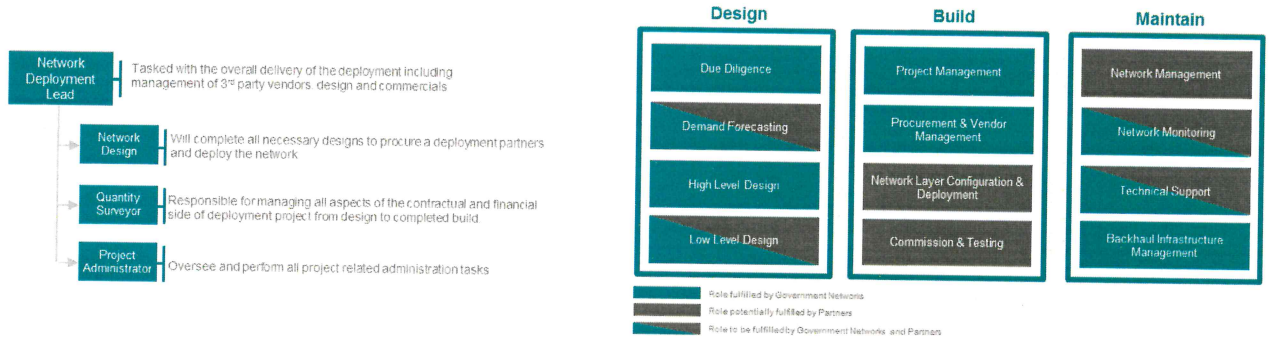 Network
Deployment
Lead
Tasked with the overall delivery of the deployment including
management of 3rd party vendors, design and commercials
Network
Design
Will complete all necessary designs to procure a deployment partners
and deploy the network
Quantity
Surveyor
Responsible for managing all aspects of the contractual and financial
side of deployment project from design to completed build
Project
Administrator
Oversee and perform all project related administration tasks
Design
Due Diligence
Demand Forecasting
High Level Design
Low Level Design
Build
Project Management
Procurement & Vendor
Management
Network Layer Configuration &
Deployment
Commission & Testing
Maintain
Network Management
Network Monitoring
Technical Support
Backhaul Infrastructure
Management
Role fulfilled by Government Networks
Role potentially fulfilled by Partners
Role to be fulfilled by Government Networks and Partners